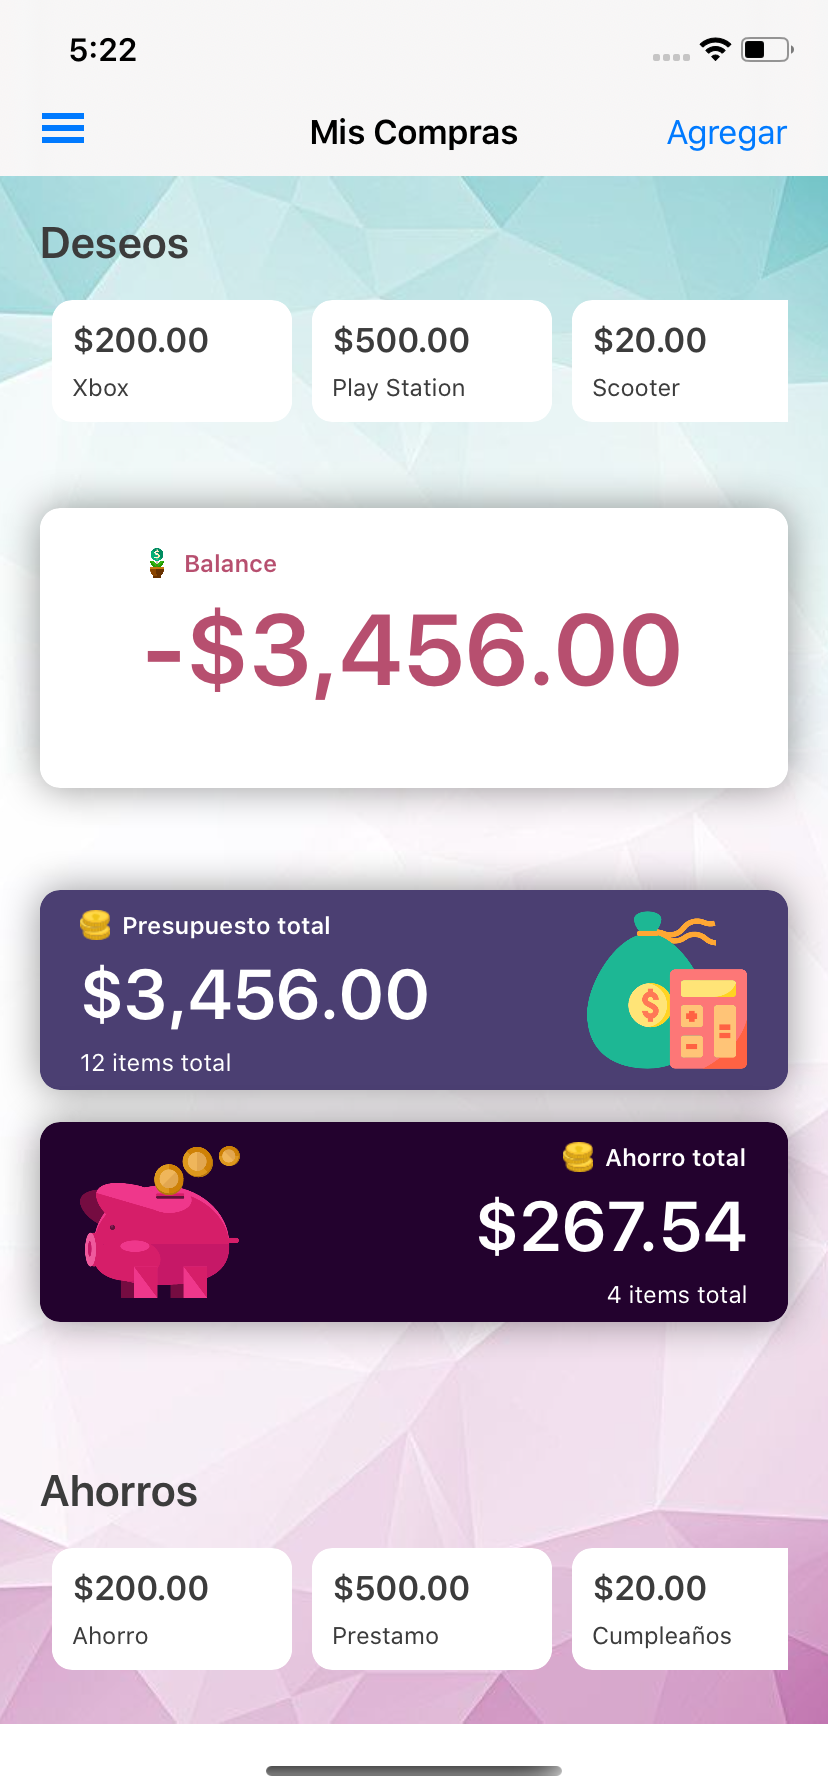 5:22
Mis Compras
Agregar
Deseos
$200.00
Xbox
$500.00
Play Station
$20.00
Scooter
Balance
-$3,456.00
Presupuesto total
$3,456.00
12 items total
Ahorro total
$267.54
4 items total
Ahorros
$200.00
Ahorro
$500.00
Prestamo
$20.00
Cumpleaños